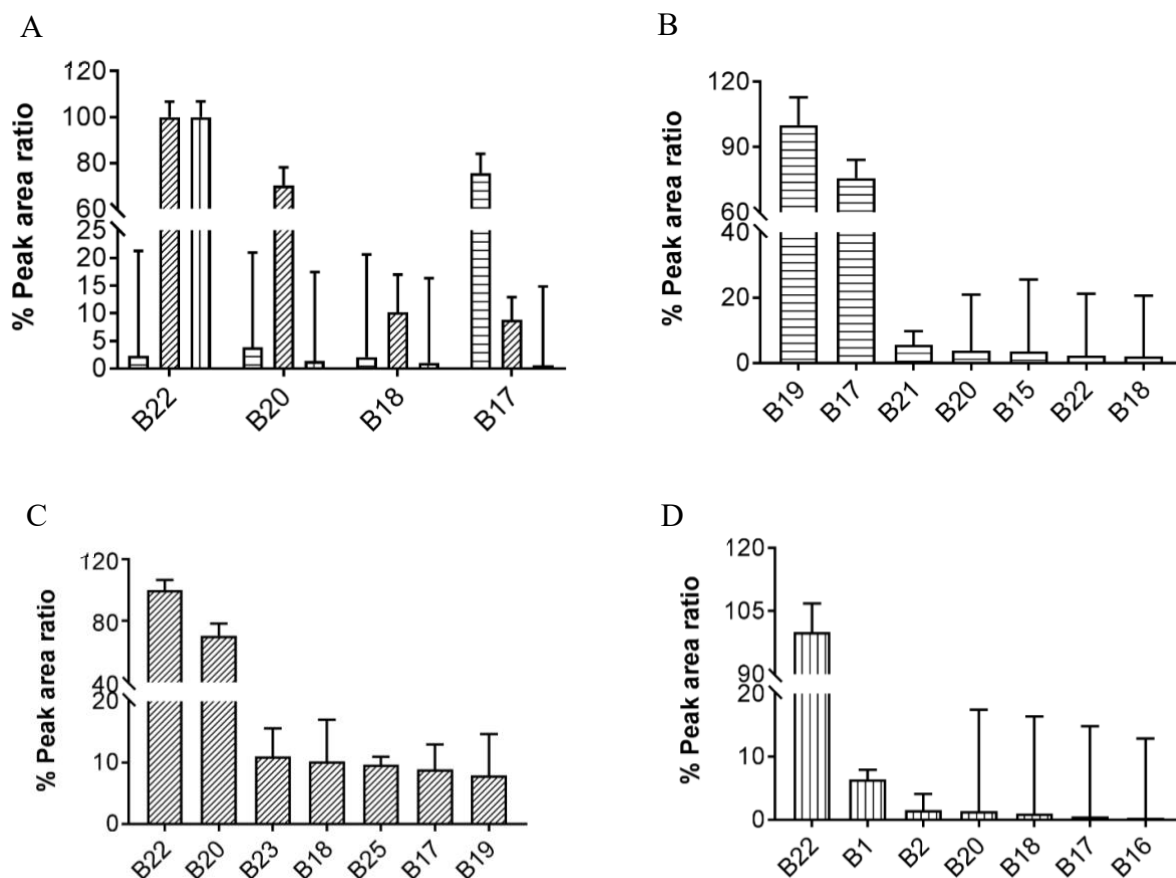 A
% Peak area ratio
120
100
80
60
25
20
15
10
5
0
B22 B20 B18 B17
B
% Peak area ratio
120
90
60
40
20
0
B19 B17 B21 B20 B15 B22 B18
C
% Peak area ratio
120
80
40
20
10
0
B22 B20 B23 B18 B25 B17 B19
D
% Peak area ratio
120
105
90
20
10
0
B22 B1 B2 B20 B18 B17 B16